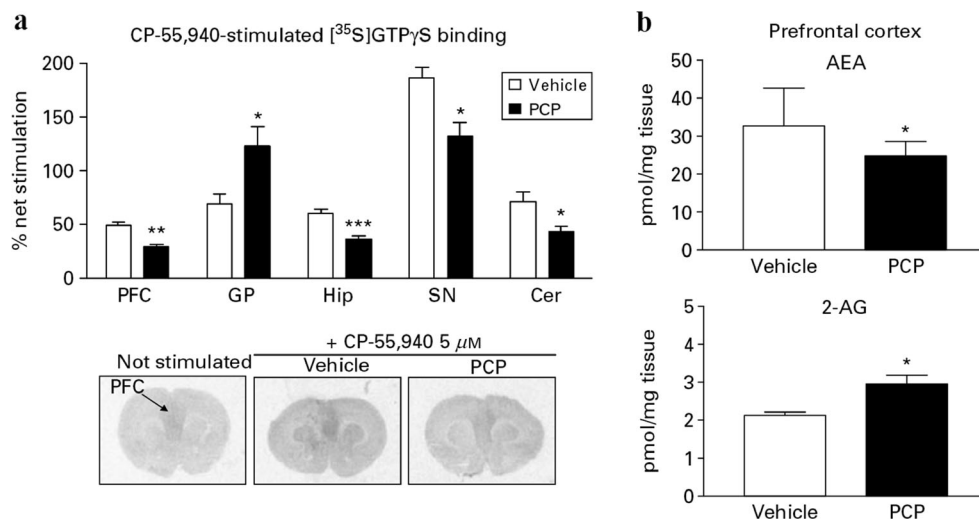 a
CP-55,940-stimulated [³⁵S]GTPγS binding
% net stimulation
200
150
100
50
0
Vehicle
PCP
**
*
***
*
*
PFC GP Hip SN Cer
+ CP-55,940 5 μM
Not stimulated Vehicle PCP
PFC
b
Prefrontal cortex
AEA
pmol/mg tissue
50
40
30
20
10
0
*
Vehicle PCP
2-AG
pmol/mg tissue
5
4
3
2
1
0
*
Vehicle PCP